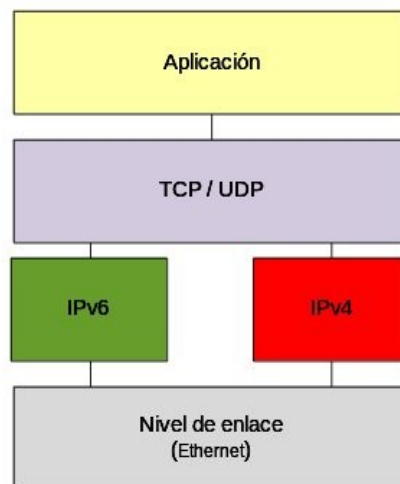 Aplicación
TCP / UDP
IPv6
IPv4
Nivel de enlace
(Ethernet)